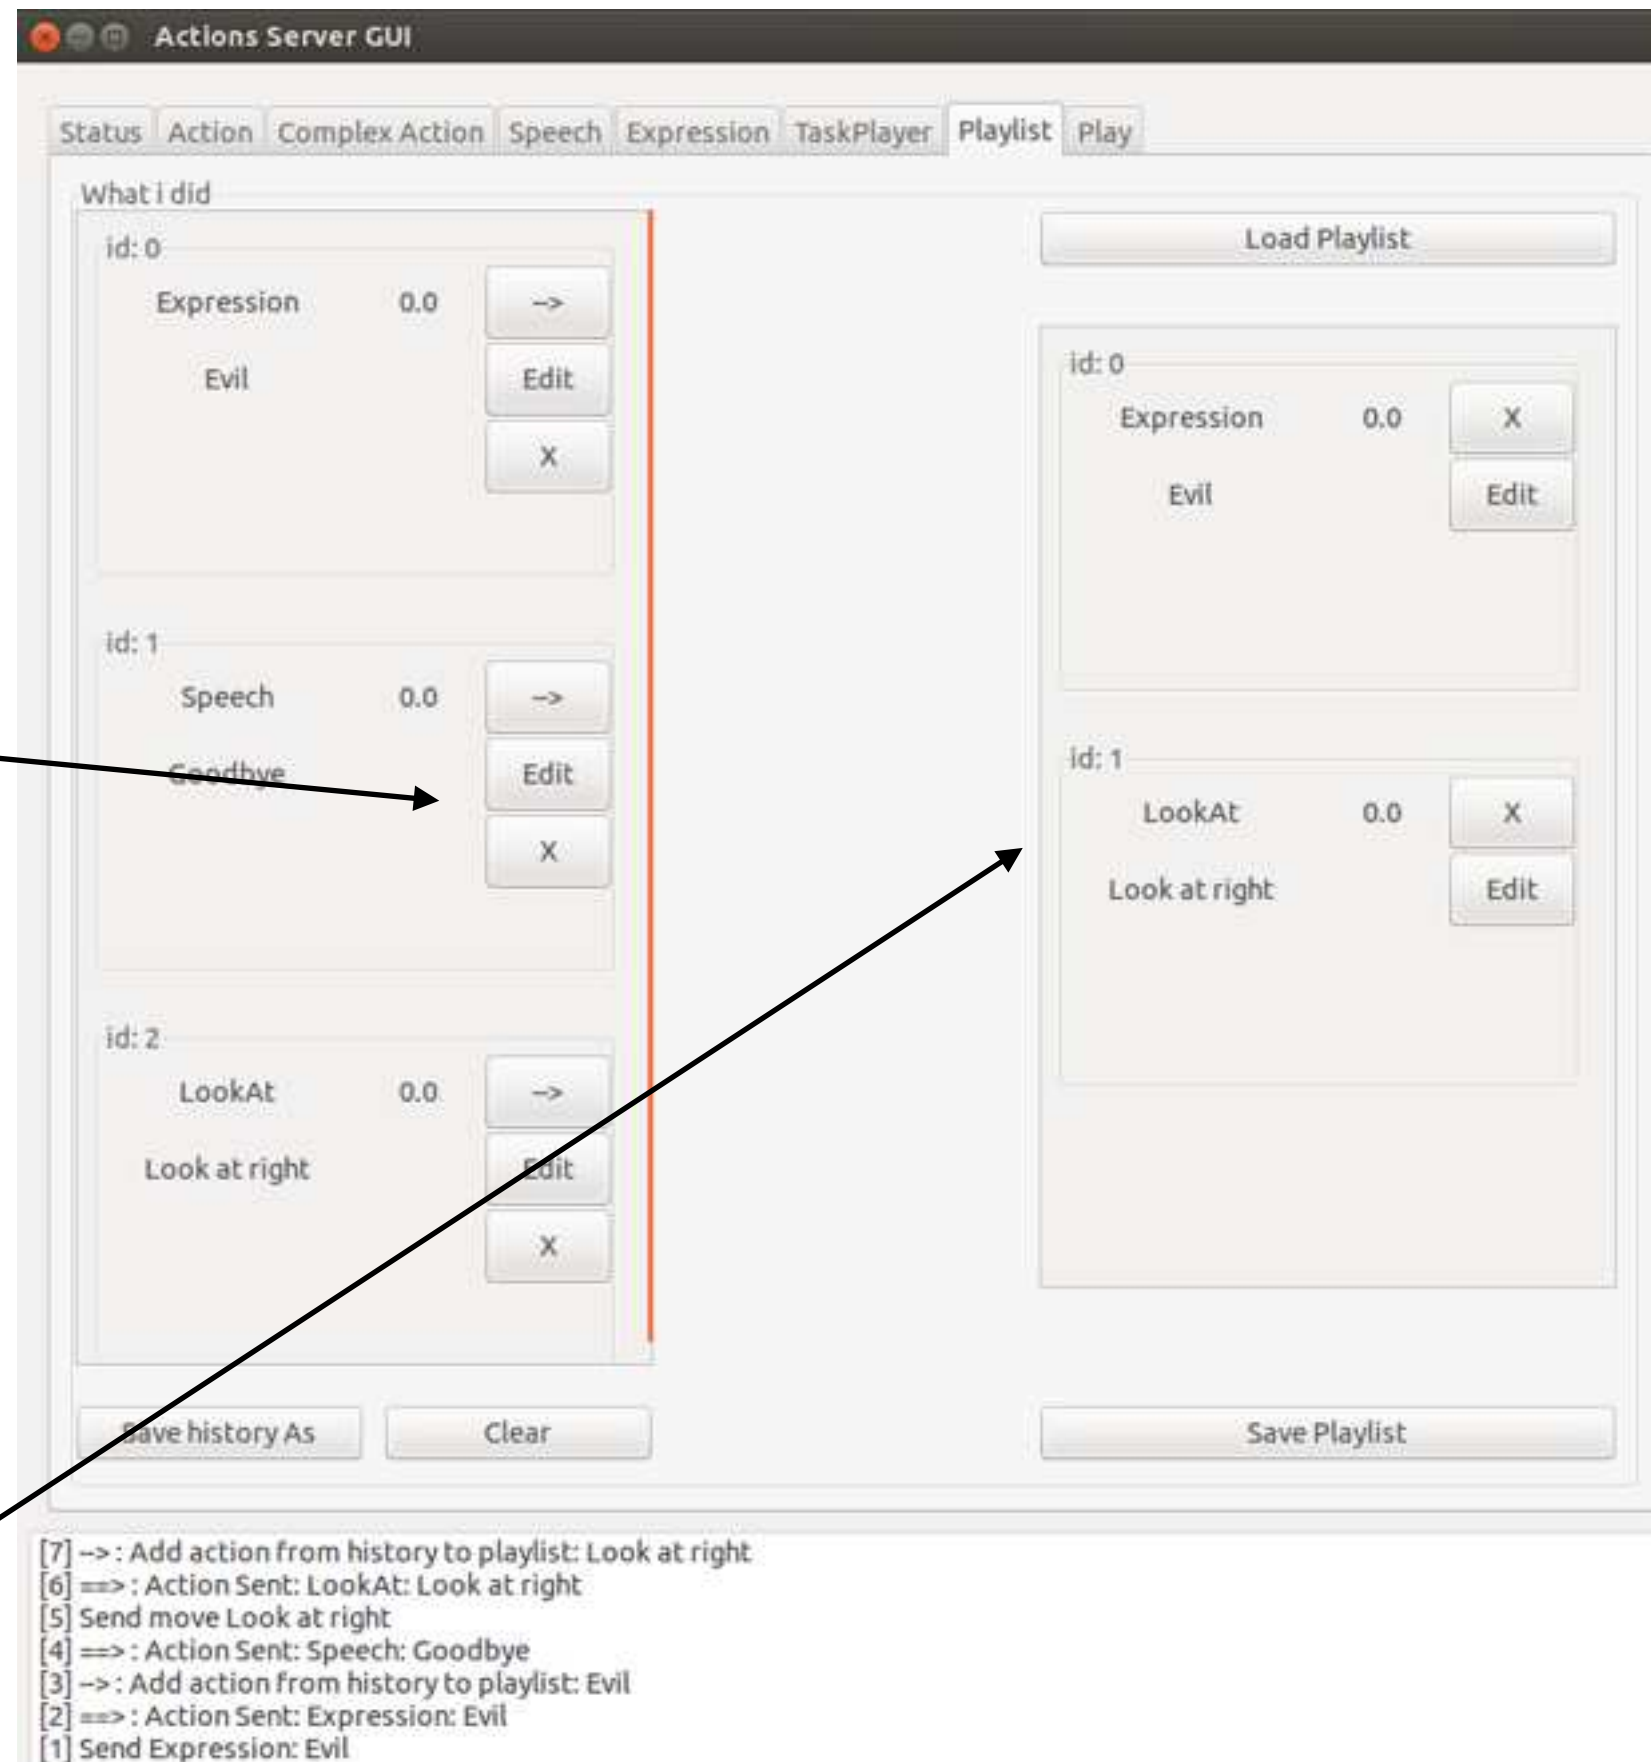 Actions Server GUI
Status Action Complex Action Speech Expression TaskPlayer Playlist Play
What i did
id: 0
Expression 0.0 -->
Evil Edit
X
id: 1
Speech 0.0 -->
Goodbye Edit
X
id: 2
LookAt 0.0 -->
Look at right Edit
X
Save history As Clear
Load Playlist
id: 0
Expression 0.0 X
Evil Edit
id: 1
LookAt 0.0 X
Look at right Edit
Save Playlist
[7] --> : Add action from history to playlist: Look at right
[6] ==> : Action Sent: LookAt: Look at right
[5] Send move Look at right
[4] ==> : Action Sent: Speech: Goodbye
[3] --> : Add action from history to playlist: Evil
[2] ==> : Action Sent: Expression: Evil
[1] Send Expression: Evil